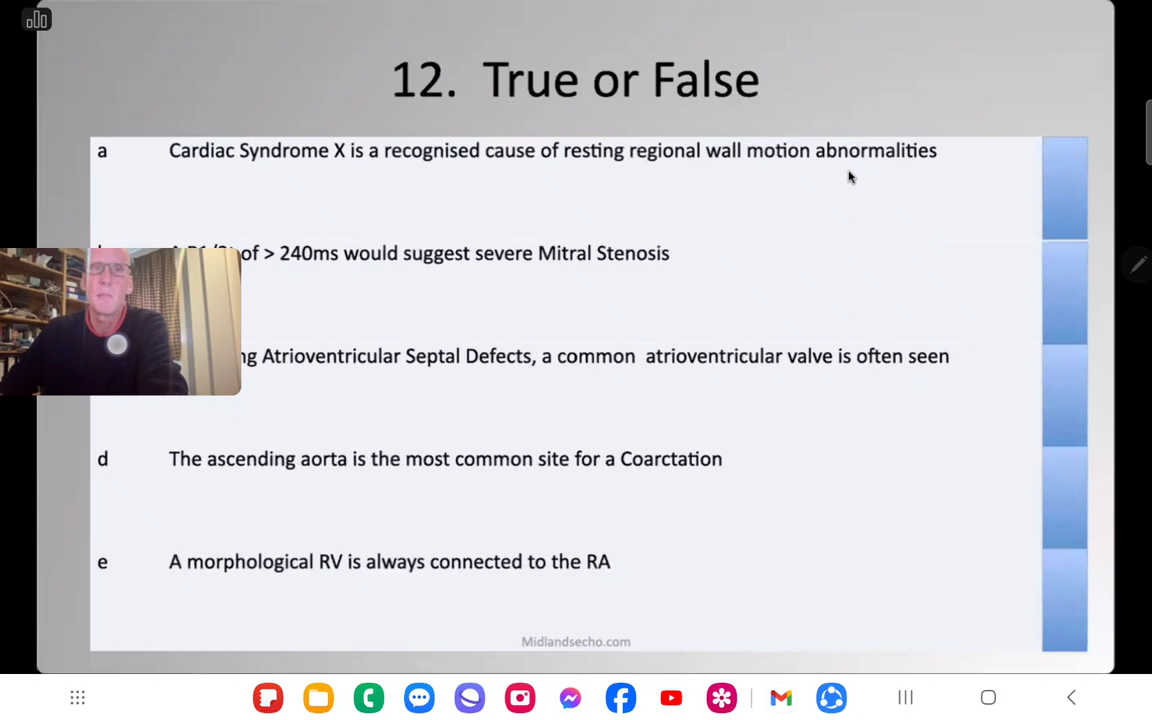 12. True or False
a Cardiac Syndrome X is a recognised cause of resting regional wall motion abnormalities
of > 240ms would suggest severe Mitral Stenosis
Atrioventricular Septal Defects, a common atrioventricular valve is often seen
d The ascending aorta is the most common site for a Coarctation
e A morphological RV is always connected to the RA
Midlandsecho.com